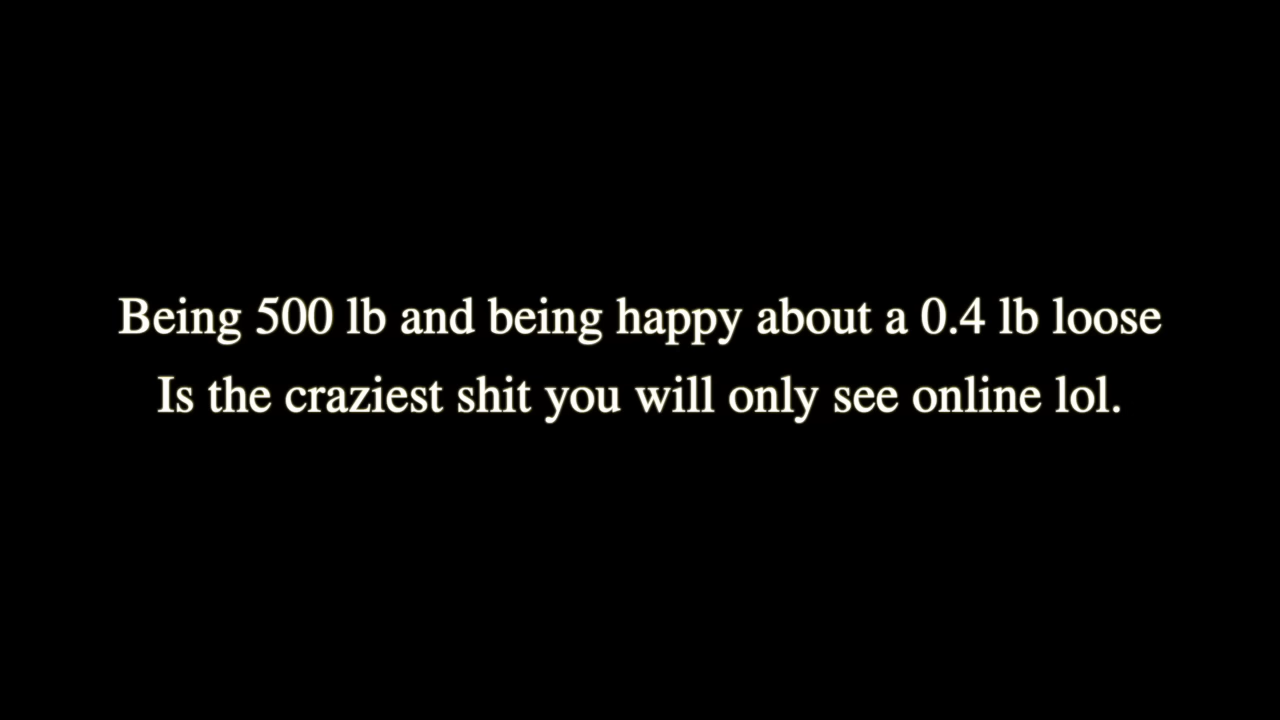 Being 500 lb and being happy about a 0.4 lb loose
Is the craziest shit you will only see online lol.